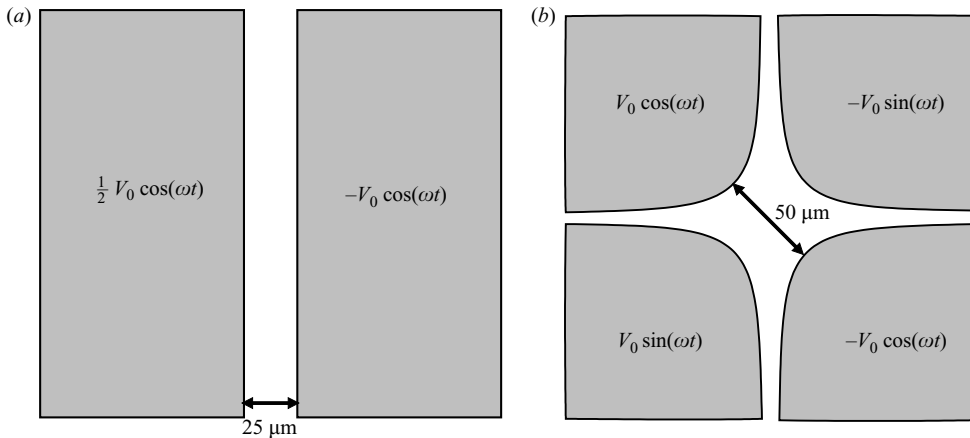 (a)
½ V₀ cos(ωt)
–V₀ cos(ωt)
25 μm
(b)
V₀ cos(ωt)
–V₀ sin(ωt)
50 μm
V₀ sin(ωt)
–V₀ cos(ωt)